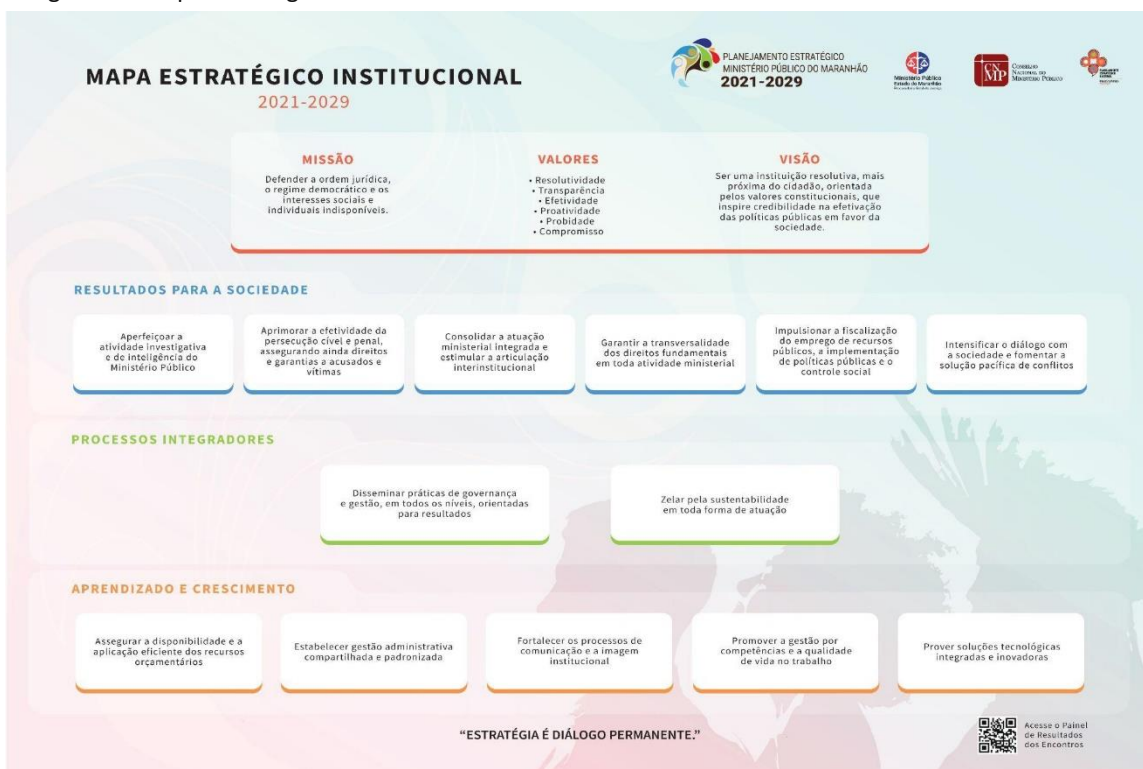 MAPA ESTRATÉGICO INSTITUCIONAL
2021-2029
PLANEJAMENTO ESTRATÉGICO
MINISTÉRIO PÚBLICO DO MARANHÃO
2021-2029
Ministério Público
Estado do Maranhão
CN
MP
CONSELHO
NACIONAL DO
MINISTÉRIO PÚBLICO
MISSÃO
Defender a ordem jurídica,
o regime democrático e os
interesses sociais e
individuais indisponíveis.
VALORES
• Resolutividade
• Transparência
• Efetividade
• Proatividade
• Probidade
• Compromisso
VISÃO
Ser uma instituição resolutiva, mais
próxima do cidadão, orientada
pelos valores constitucionais, que
inspire credibilidade na efetivação
das políticas públicas em favor da
sociedade.
RESULTADOS PARA A SOCIEDADE
Aperfeiçoar a
atividade investigativa
e de inteligência do
Ministério Público
Aprimorar a efetividade da
persecução cível e penal,
assegurando ainda direitos
e garantias a acusados e
vítimas
Consolidar a atuação
ministerial integrada e
estimular a articulação
interinstitucional
Garantir a transversalidade
dos direitos fundamentais
em toda atividade ministerial
Impulsionar a fiscalização
do emprego de recursos
públicos, a implementação
de políticas públicas e o
controle social
Intensificar o diálogo com
a sociedade e fomentar a
solução pacífica de conflitos
PROCESSOS INTEGRADORES
Disseminar práticas de governança
e gestão, em todos os níveis, orientadas
para resultados
Zelar pela sustentabilidade
em toda forma de atuação
APRENDIZADO E CRESCIMENTO
Assegurar a disponibilidade e a
aplicação eficiente dos recursos
orçamentários
Estabelecer gestão administrativa
compartilhada e padronizada
Fortalecer os processos de
comunicação e a imagem
institucional
Promover a gestão por
competências e a qualidade
de vida no trabalho
Prover soluções tecnológicas
integradas e inovadoras
“ESTRATÉGIA É DIÁLOGO PERMANENTE.”
Acesse o Painel
de Resultados
dos Encontros